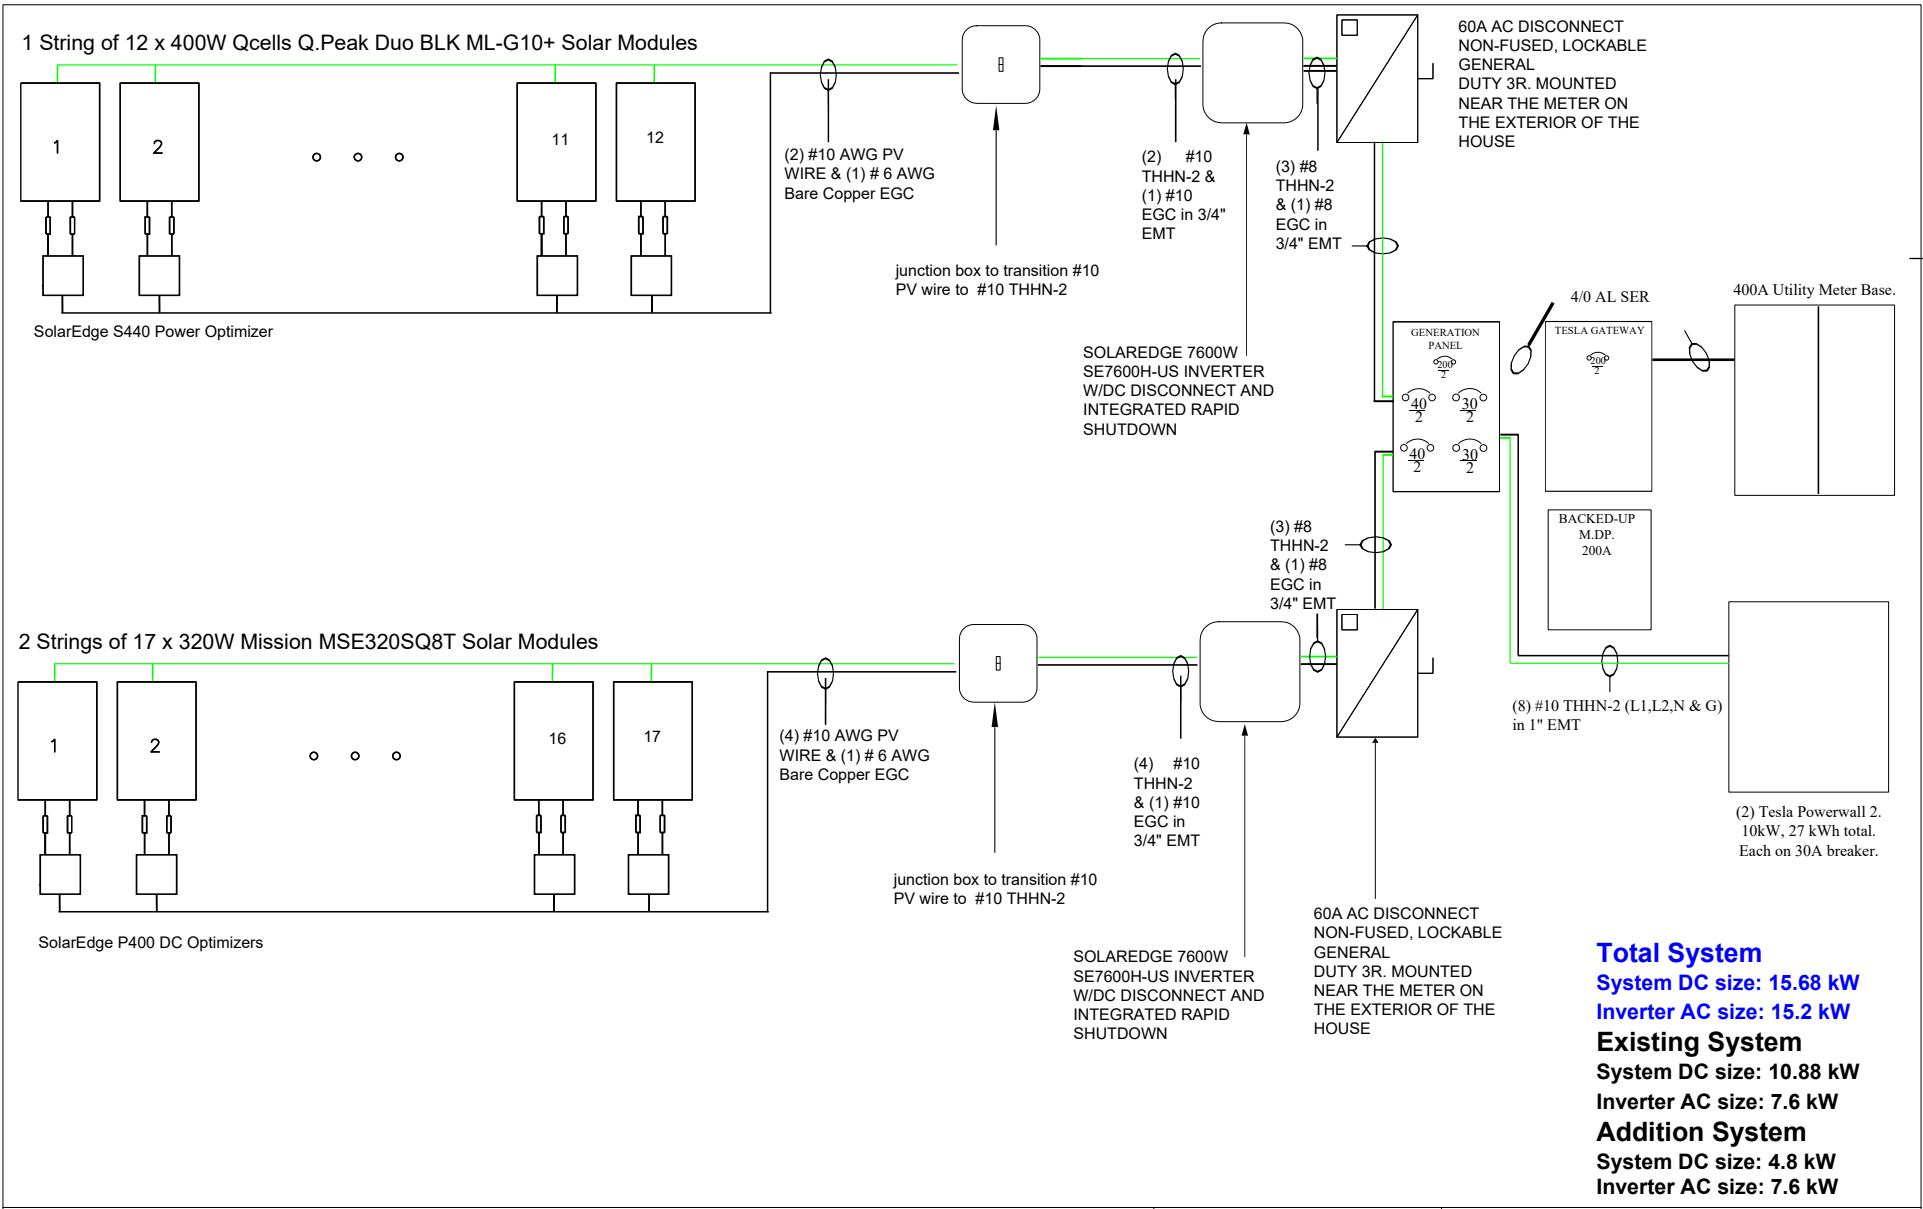 1 String of 12 x 400W Qcells Q.Peak Duo BLK ML-G10+ Solar Modules
1
2
11
12
SolarEdge S440 Power Optimizer
(2) #10 AWG PV
WIRE & (1) # 6 AWG
Bare Copper EGC
junction box to transition #10
PV wire to #10 THHN-2
(2) #10
THHN-2 &
(1) #10
EGC in 3/4"
EMT
SOLAREDGE 7600W
SE7600H-US INVERTER
W/DC DISCONNECT AND
INTEGRATED RAPID
SHUTDOWN
(3) #8
THHN-2
& (1) #8
EGC in
3/4" EMT
60A AC DISCONNECT
NON-FUSED, LOCKABLE
GENERAL
DUTY 3R. MOUNTED
NEAR THE METER ON
THE EXTERIOR OF THE
HOUSE
GENERATION
PANEL
200
2
40
2
30
2
40
2
30
2
4/0 AL SER
TESLA GATEWAY
200
2
400A Utility Meter Base.
BACKED-UP
M.DP.
200A
(8) #10 THHN-2 (L1,L2,N & G)
in 1" EMT
(2) Tesla Powerwall 2.
10kW, 27 kWh total.
Each on 30A breaker.
2 Strings of 17 x 320W Mission MSE320SQ8T Solar Modules
1
2
16
17
SolarEdge P400 DC Optimizers
(4) #10 AWG PV
WIRE & (1) # 6 AWG
Bare Copper EGC
junction box to transition #10
PV wire to #10 THHN-2
(4) #10
THHN-2
& (1) #10
EGC in
3/4" EMT
SOLAREDGE 7600W
SE7600H-US INVERTER
W/DC DISCONNECT AND
INTEGRATED RAPID
SHUTDOWN
(3) #8
THHN-2
& (1) #8
EGC in
3/4" EMT
60A AC DISCONNECT
NON-FUSED, LOCKABLE
GENERAL
DUTY 3R. MOUNTED
NEAR THE METER ON
THE EXTERIOR OF THE
HOUSE
Total System
System DC size: 15.68 kW
Inverter AC size: 15.2 kW
Existing System
System DC size: 10.88 kW
Inverter AC size: 7.6 kW
Addition System
System DC size: 4.8 kW
Inverter AC size: 7.6 kW